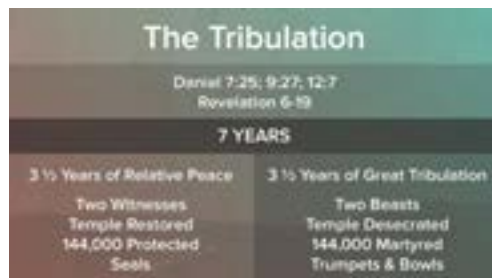 The Tribulation
Daniel 7:25; 9:27; 12:7
Revelation 6-19
7 YEARS
3 ½ Years of Relative Peace
Two Witnesses
Temple Restored
144,000 Protected
Seals
3 ½ Years of Great Tribulation
Two Beasts
Temple Desecrated
144,000 Martyred
Trumpets & Bowls